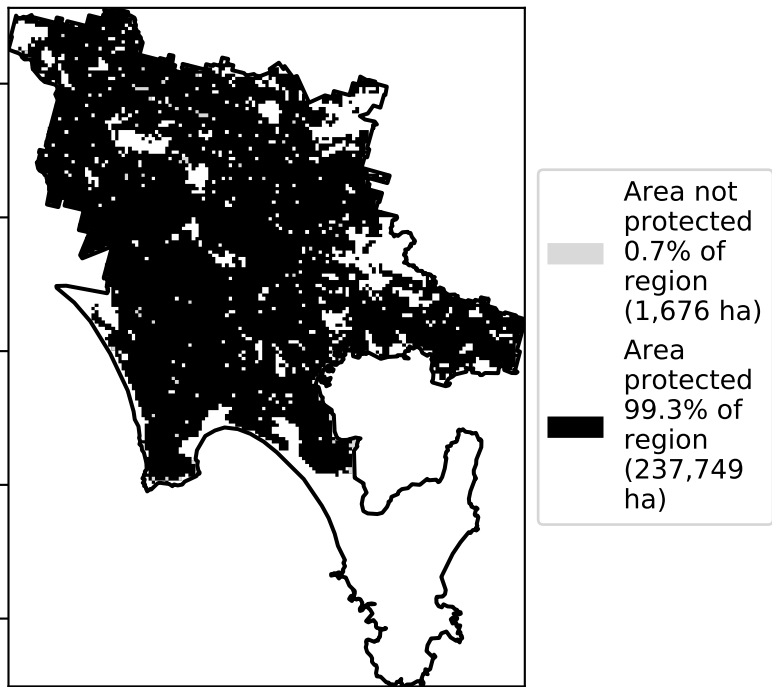 Area not
protected
0.7% of
region
(1,676 ha)
Area
protected
99.3% of
region
(237,749
ha)